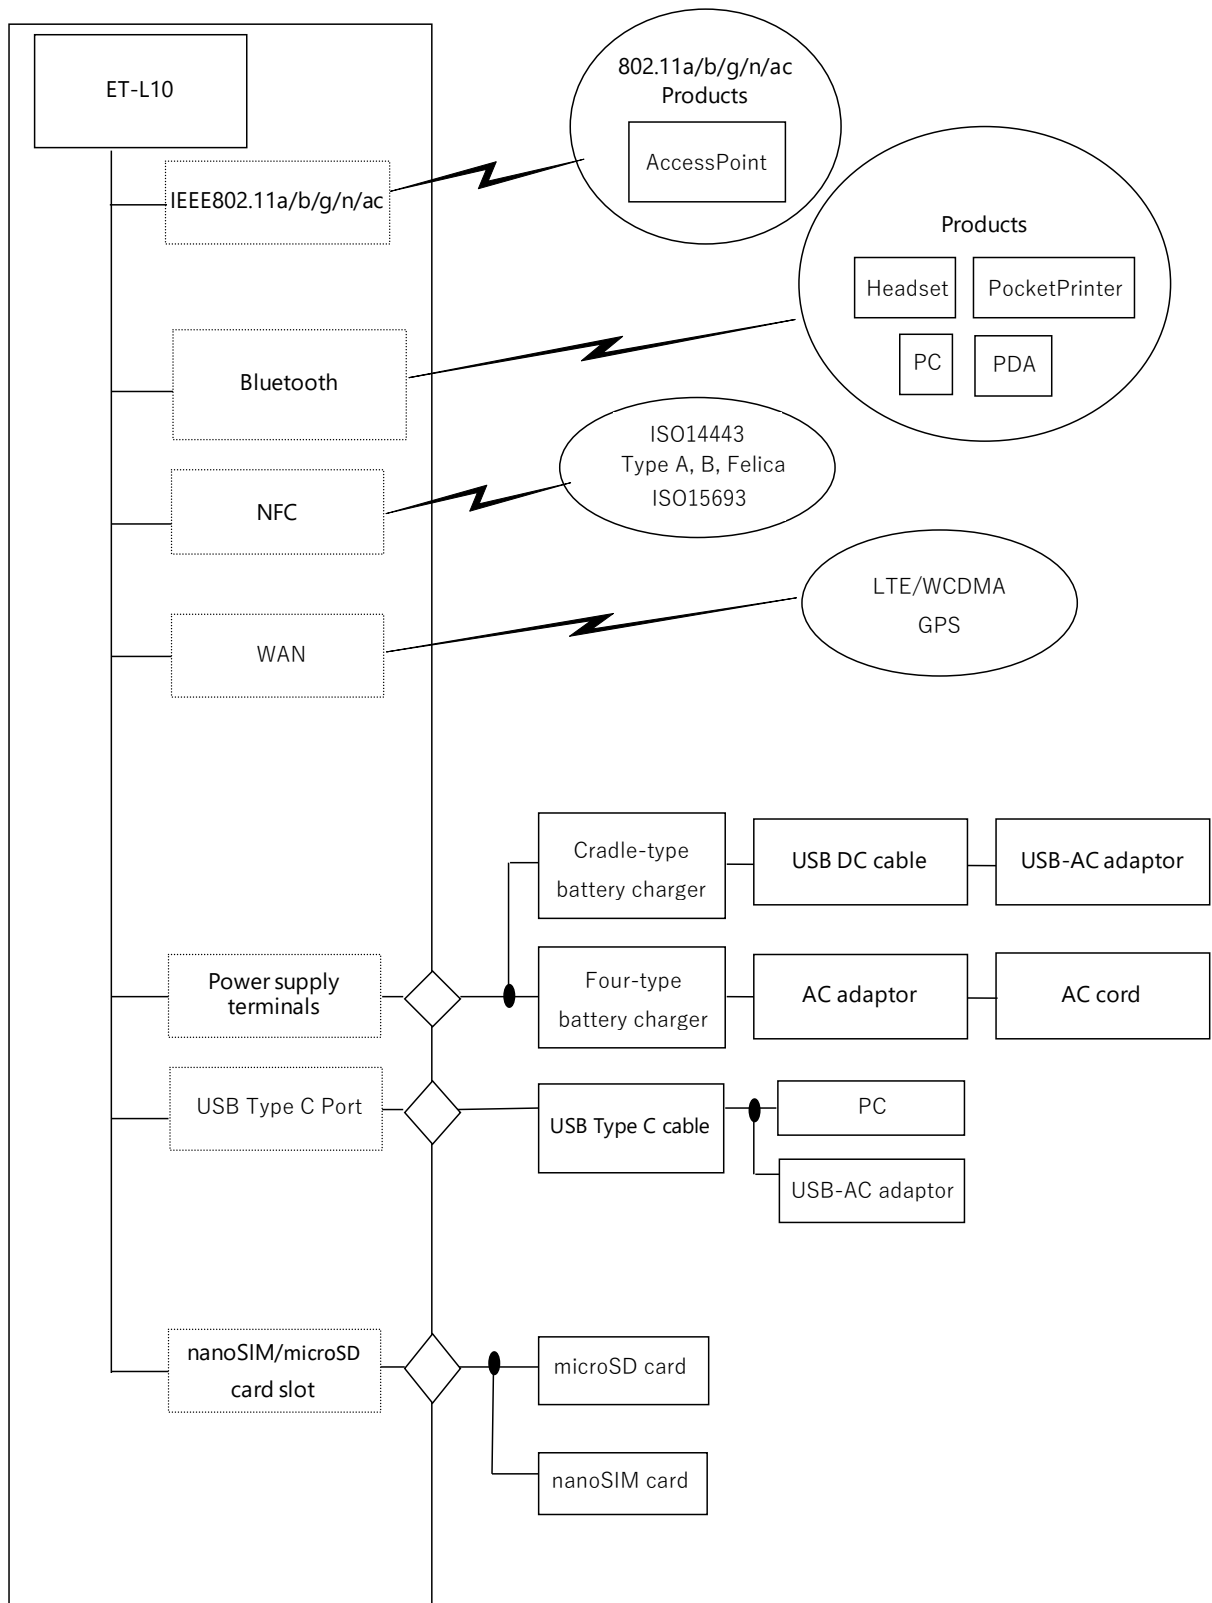 ET-L10
802.11a/b/g/n/ac
Products
AccessPoint
IEEE802.11a/b/g/n/ac
Products
Headset
PocketPrinter
PC
PDA
Bluetooth
ISO14443
Type A, B, Felica
ISO15693
NFC
LTE/WCDMA
GPS
WAN
Cradle-type
battery charger
USB DC cable
USB-AC adaptor
Power supply
terminals
Four-type
battery charger
AC adaptor
AC cord
USB Type C Port
USB Type C cable
PC
USB-AC adaptor
nanoSIM/microSD
card slot
microSD card
nanoSIM card